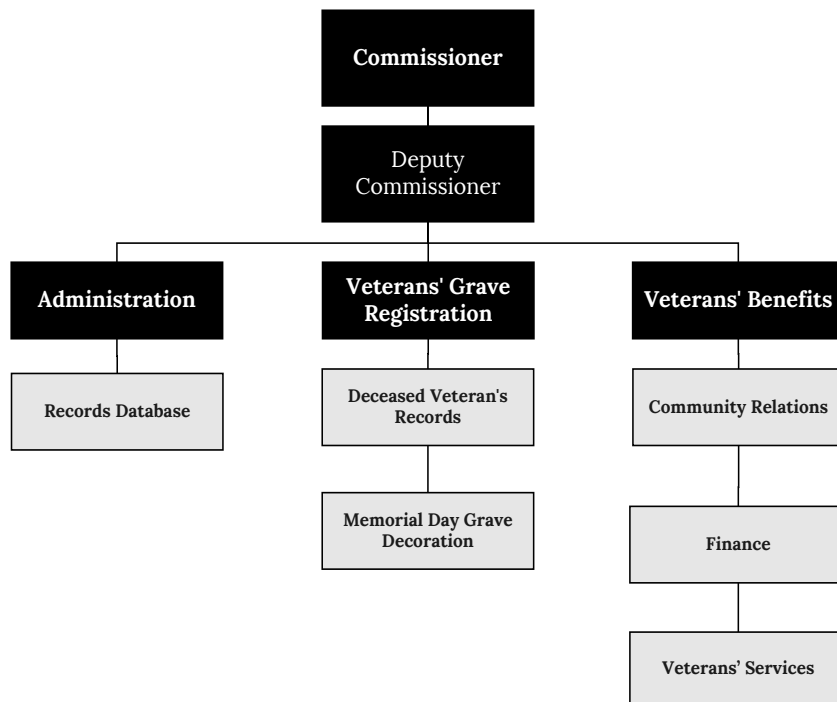 Commissioner
Deputy
Commissioner
Administration
Veterans' Grave
Registration
Veterans' Benefits
Records Database
Deceased Veteran's
Records
Community Relations
Memorial Day Grave
Decoration
Finance
Veterans’ Services